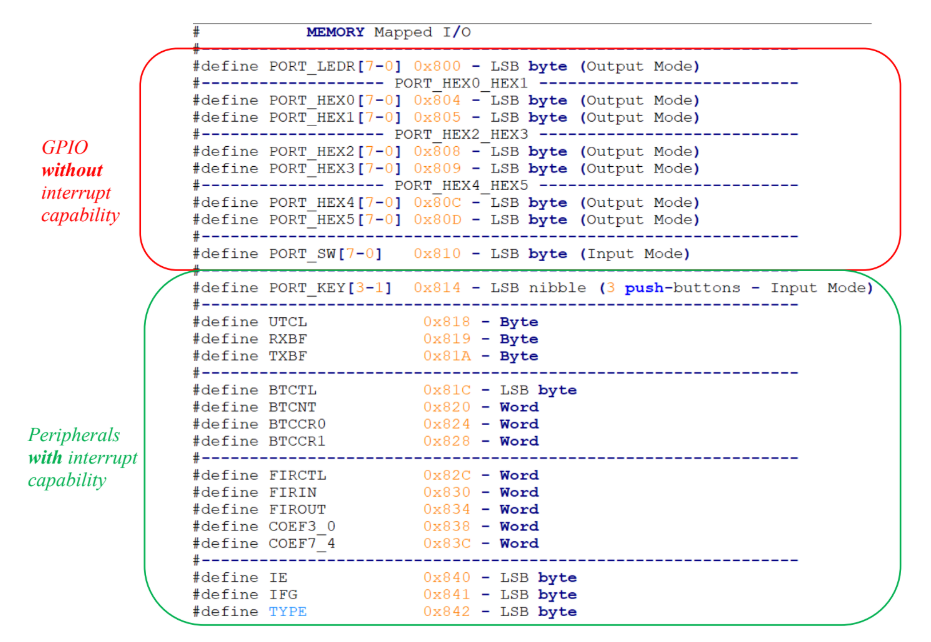 # MEMORY Mapped I/O
#--------------------------------------------------------------
#define PORT_LEDR[7-0] 0x800 - LSB byte (Output Mode)
#------------------- PORT_HEX0_HEX1 ---------------------------
#define PORT_HEX0[7-0] 0x804 - LSB byte (Output Mode)
#define PORT_HEX1[7-0] 0x805 - LSB byte (Output Mode)
#------------------- PORT_HEX2_HEX3 ---------------------------
#define PORT_HEX2[7-0] 0x808 - LSB byte (Output Mode)
#define PORT_HEX3[7-0] 0x809 - LSB byte (Output Mode)
#------------------- PORT_HEX4_HEX5 ---------------------------
#define PORT_HEX4[7-0] 0x80C - LSB byte (Output Mode)
#define PORT_HEX5[7-0] 0x80D - LSB byte (Output Mode)
#--------------------------------------------------------------
#define PORT_SW[7-0] 0x810 - LSB byte (Input Mode)
#--------------------------------------------------------------
GPIO
without
interrupt
capability
#define PORT_KEY[3-1] 0x814 - LSB nibble (3 push-buttons - Input Mode)
#--------------------------------------------------------------
#define UTCL 0x818 - Byte
#define RXBF 0x819 - Byte
#define TXBF 0x81A - Byte
#--------------------------------------------------------------
#define BTCTL 0x81C - LSB byte
#define BTCNT 0x820 - Word
#define BTCCR0 0x824 - Word
#define BTCCR1 0x828 - Word
#--------------------------------------------------------------
#define FIRCTL 0x82C - Word
#define FIRIN 0x830 - Word
#define FIROUT 0x834 - Word
#define COEF3_0 0x838 - Word
#define COEF7_4 0x83C - Word
#--------------------------------------------------------------
#define IE 0x840 - LSB byte
#define IFG 0x841 - LSB byte
#define TYPE 0x842 - LSB byte
Peripherals
with interrupt
capability